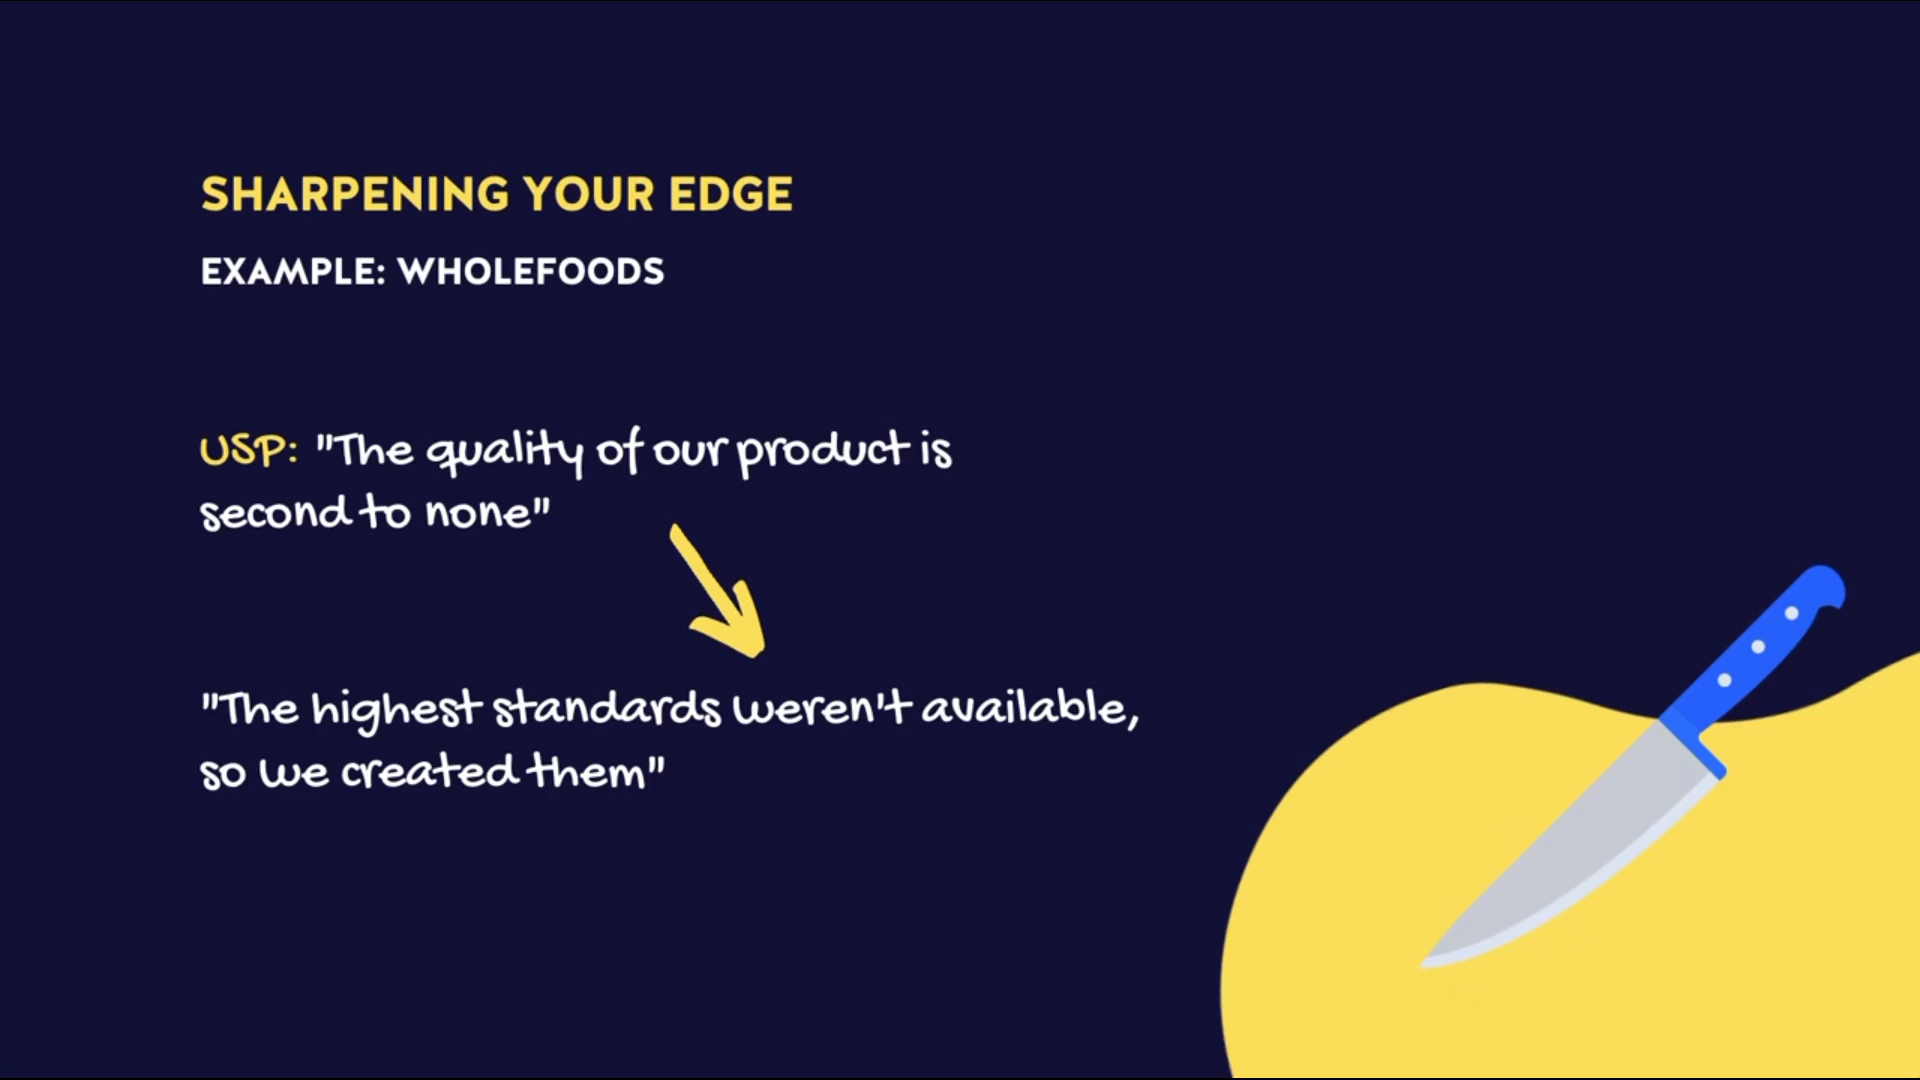 SHARPENING YOUR EDGE
EXAMPLE: WHOLEFOODS
USP: "The quality of our product is
second to none"
"The highest standards weren't available,
so we created them"